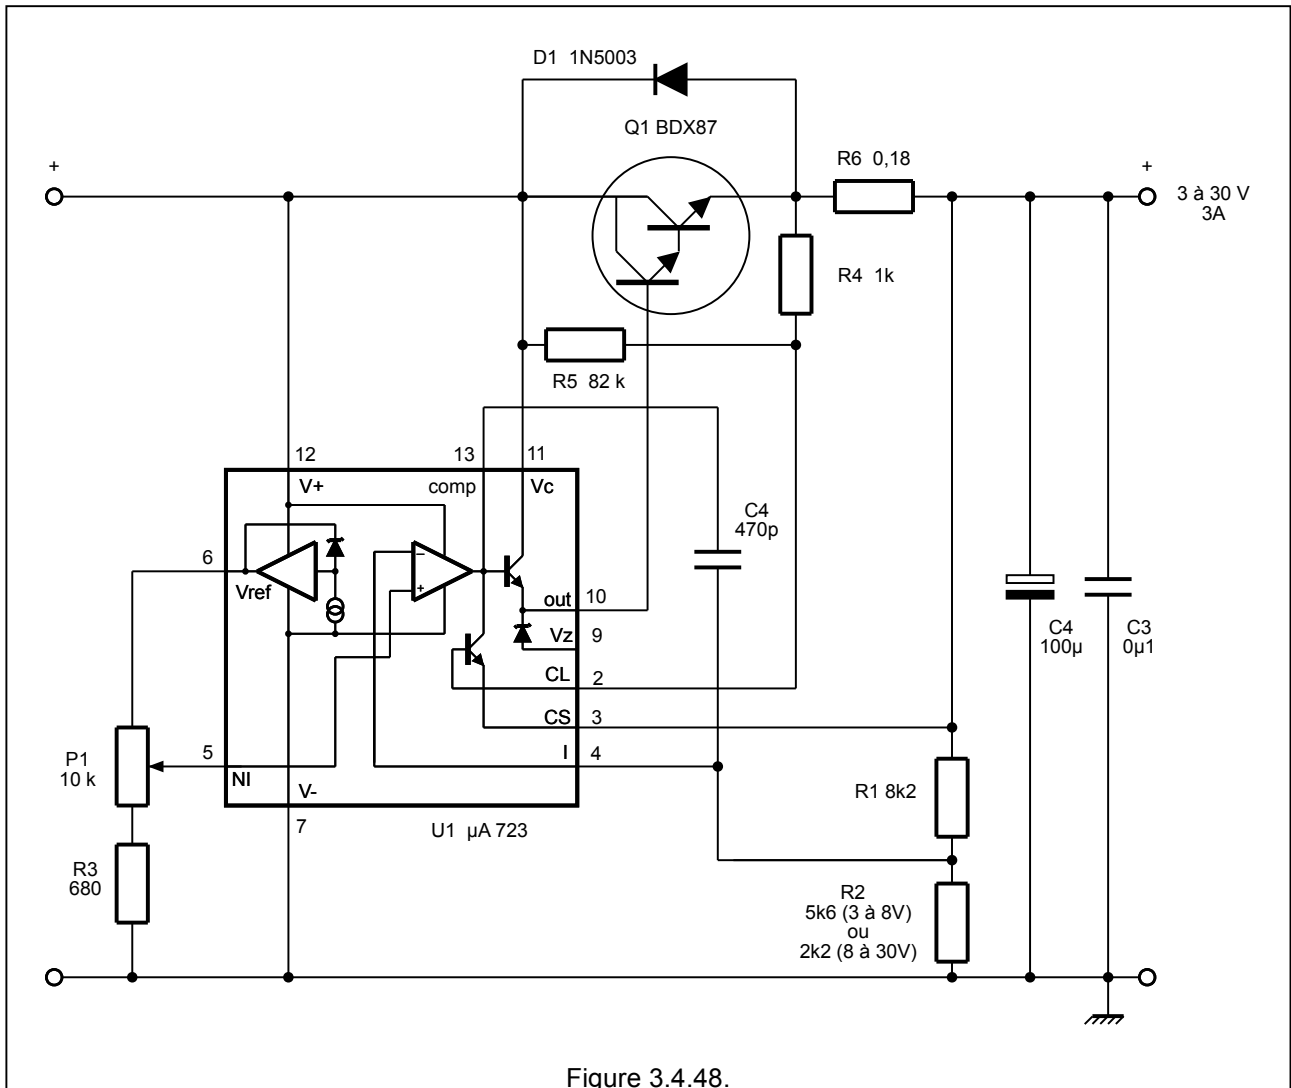 D1 1N5003
Q1 BDX87
R6 0,18
+
+
3 à 30 V
3A
R4 1k
R5 82 k
12
13
11
V+
comp
Vc
C4
470p
6
Vref
−
+
out
10
Vz
9
CL
2
CS
3
C4
100µ
C3
0µ1
P1
10 k
5
NI
I
4
V-
R1 8k2
7
U1 µA 723
R3
680
R2
5k6 (3 à 8V)
ou
2k2 (8 à 30V)
Figure 3.4.48.